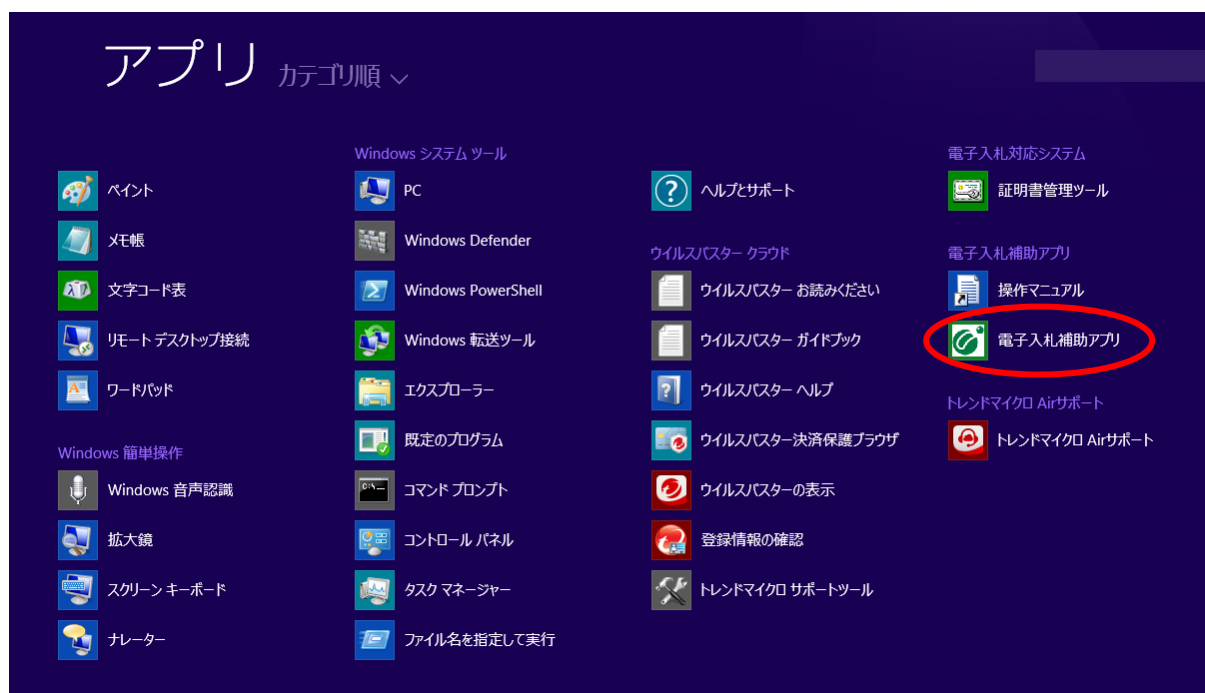 アプリ カテゴリ順
ペイント
メモ帳
文字コード表
リモート デスクトップ接続
ワードパッド
Windows 簡単操作
Windows 音声認識
拡大鏡
スクリーン キーボード
ナレーター
Windows システム ツール
PC
Windows Defender
Windows PowerShell
Windows 転送ツール
エクスプローラー
既定のプログラム
コマンド プロンプト
コントロール パネル
タスク マネージャー
ファイル名を指定して実行
ヘルプとサポート
ウイルスバスター クラウド
ウイルスバスター お読みください
ウイルスバスター ガイドブック
ウイルスバスター ヘルプ
ウイルスバスター決済保護ブラウザ
ウイルスバスターの表示
登録情報の確認
トレンドマイクロ サポートツール
電子入札対応システム
証明書管理ツール
電子入札補助アプリ
操作マニュアル
電子入札補助アプリ
トレンドマイクロ Airサポート
トレンドマイクロ Airサポート